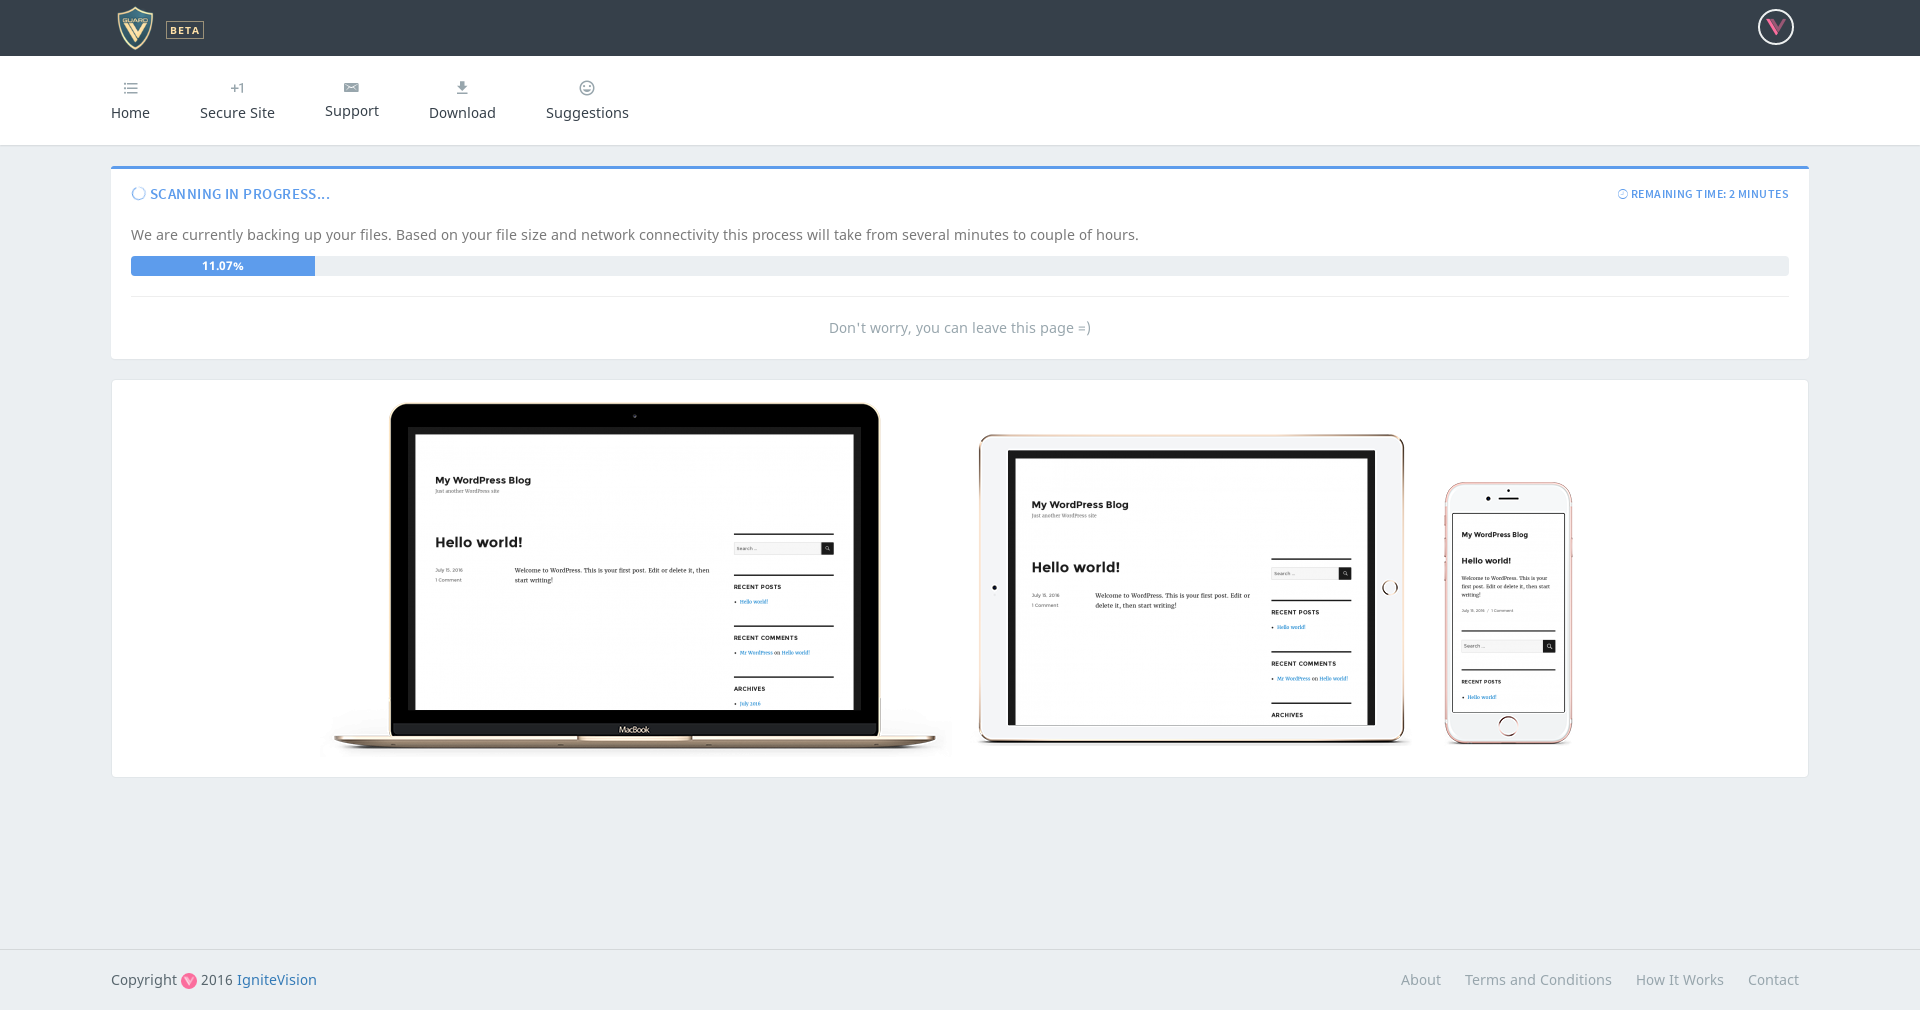 GUARD
BETA
Home
+1
Secure Site
Support
Download
Suggestions
SCANNING IN PROGRESS...
REMAINING TIME: 2 MINUTES
We are currently backing up your files. Based on your file size and network connectivity this process will take from several minutes to couple of hours.
11.07%
Don't worry, you can leave this page =)
My WordPress Blog
Just another WordPress site
Hello world!
July 15, 2016
1 Comment
Welcome to WordPress. This is your first post. Edit or delete it, then
start writing!
Search ...
RECENT POSTS
Hello world!
RECENT COMMENTS
Mr WordPress on Hello world!
ARCHIVES
July 2016
MacBook
My WordPress Blog
Just another WordPress site
Hello world!
July 15, 2016
1 Comment
Welcome to WordPress. This is your first post. Edit or
delete it, then start writing!
Search ...
RECENT POSTS
Hello world!
RECENT COMMENTS
Mr WordPress on Hello world!
ARCHIVES
My WordPress Blog
Hello world!
Welcome to WordPress. This is your
first post. Edit or delete it, then start
writing!
July 15, 2016 / 1 Comment
Search ...
RECENT POSTS
Hello world!
Copyright 2016 IgniteVision
About
Terms and Conditions
How It Works
Contact